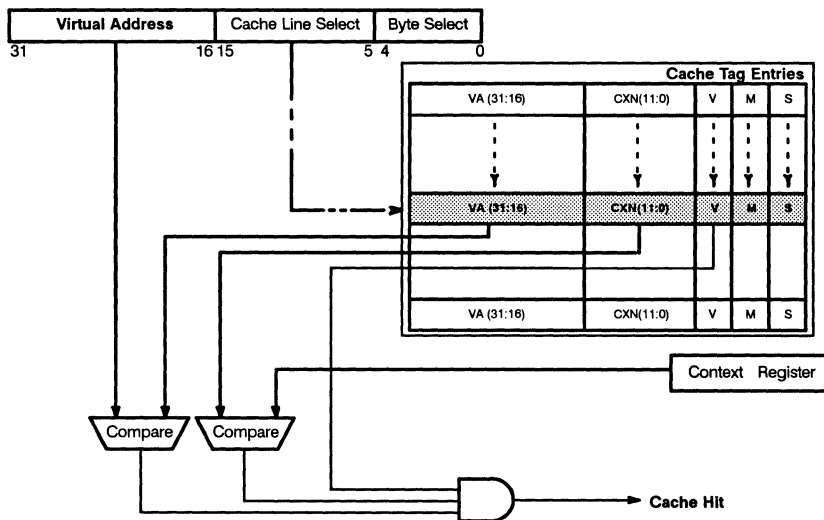 Virtual Address Cache Line Select Byte Select
31 16 15 5 4 0
Cache Tag Entries
VA (31:16) CXN(11:0) V M S
VA (31:16) CXN(11:0) V M S
VA (31:16) CXN(11:0) V M S
Context Register
Compare Compare
Cache Hit